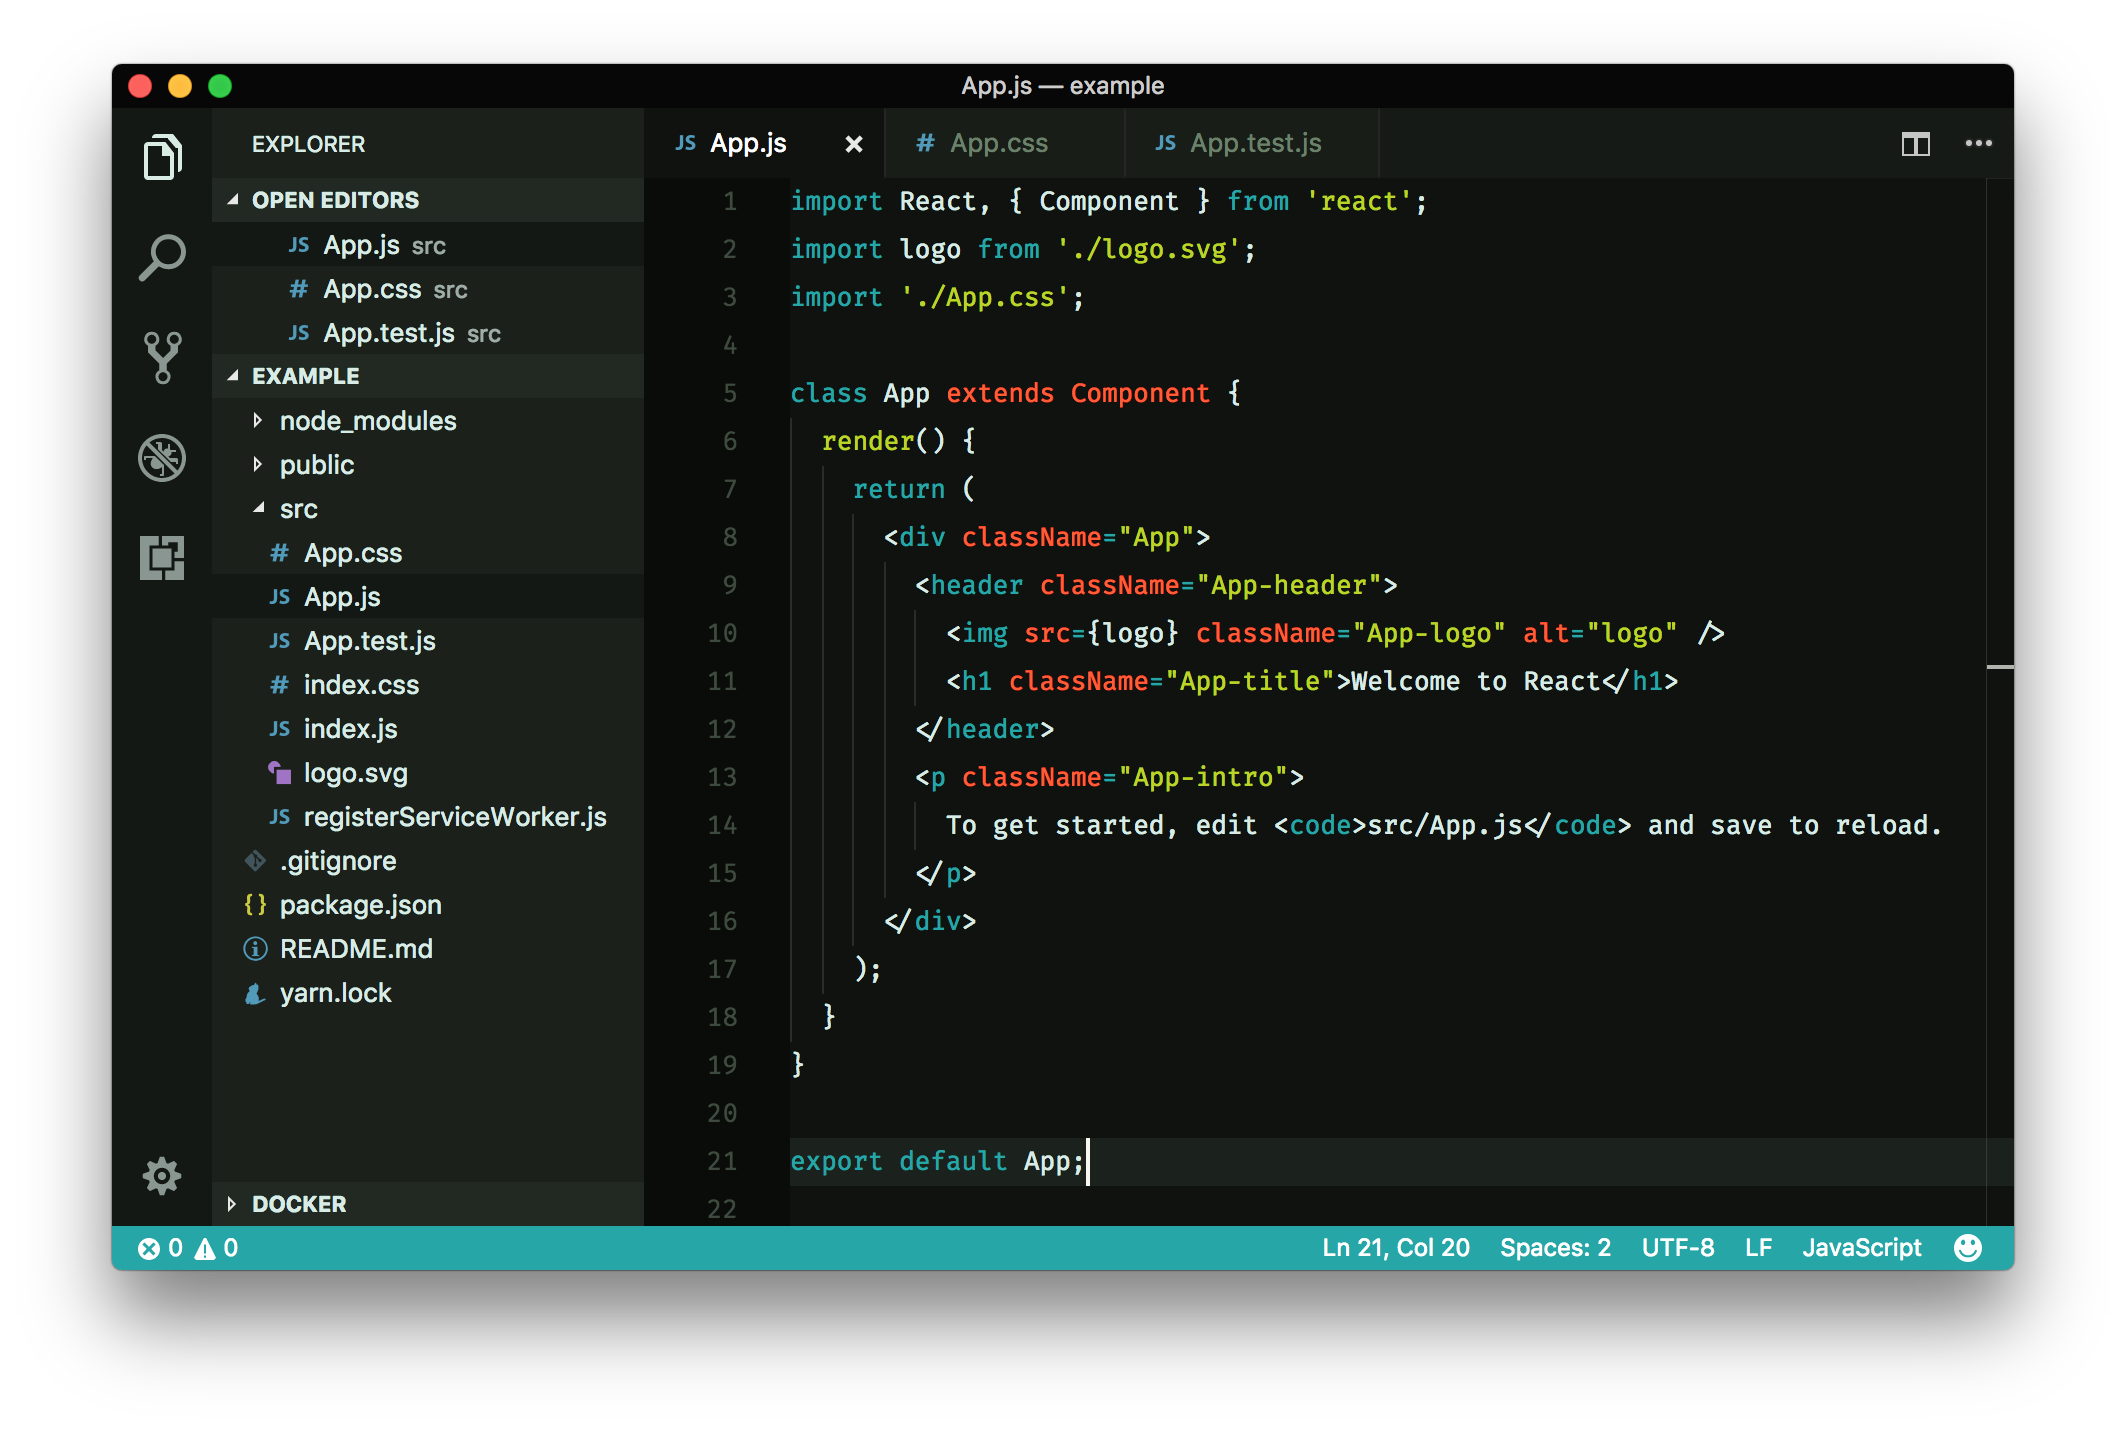 App.js — example
EXPLORER
OPEN EDITORS
JS App.js src
# App.css src
JS App.test.js src
EXAMPLE
node_modules
public
src
# App.css
JS App.js
JS App.test.js
# index.css
JS index.js
logo.svg
JS registerServiceWorker.js
.gitignore
{} package.json
README.md
yarn.lock
DOCKER
JS App.js
# App.css
JS App.test.js
1 import React, { Component } from 'react';
2 import logo from './logo.svg';
3 import './App.css';
4
5 class App extends Component {
6 render() {
7 return (
8 <div className="App">
9 <header className="App-header">
10 <img src={logo} className="App-logo" alt="logo" />
11 <h1 className="App-title">Welcome to React</h1>
12 </header>
13 <p className="App-intro">
14 To get started, edit <code>src/App.js</code> and save to reload.
15 </p>
16 </div>
17 );
18 }
19 }
20
21 export default App;
22
0 0
Ln 21, Col 20 Spaces: 2 UTF-8 LF JavaScript